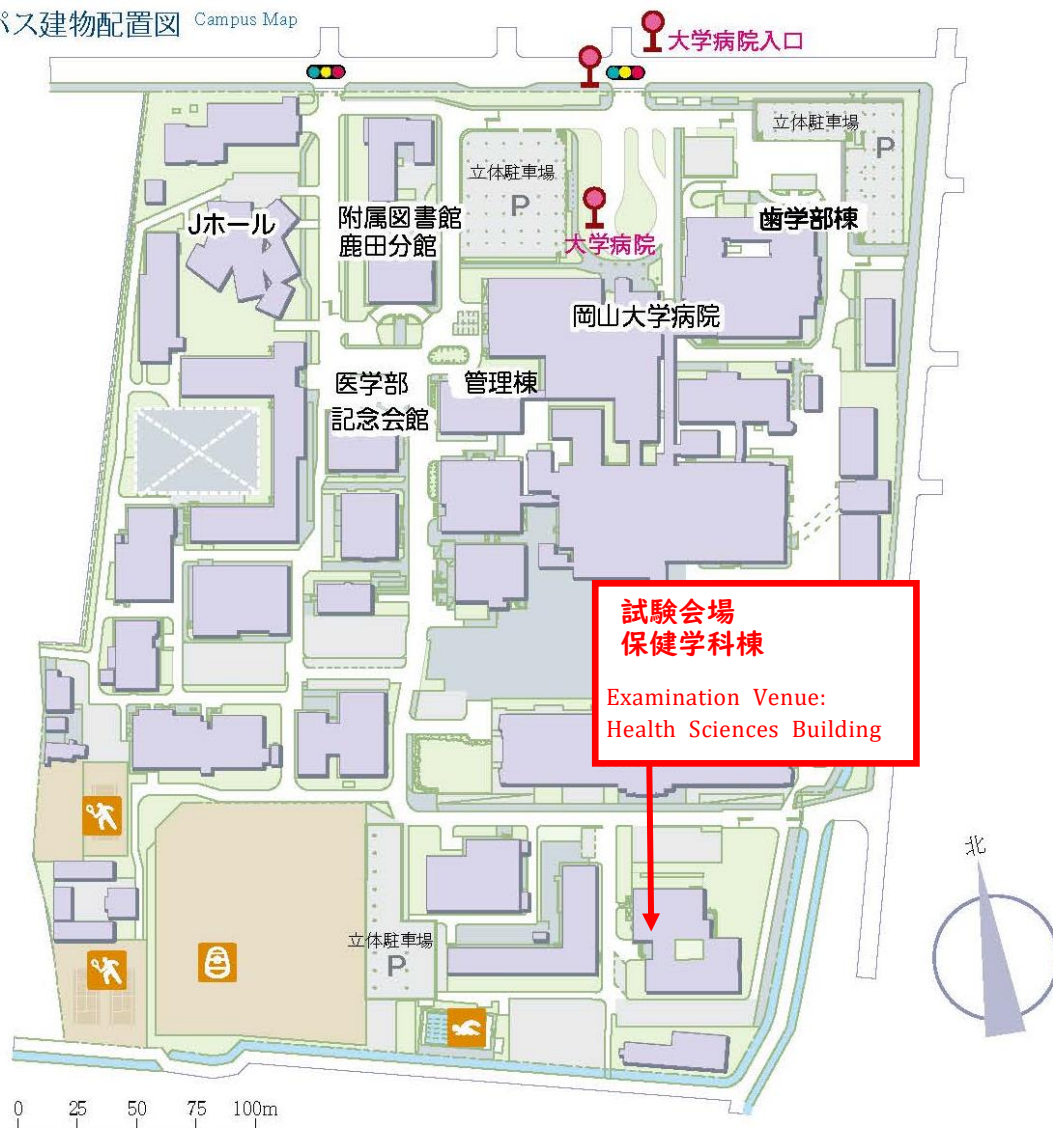 パス建物配置図 Campus Map
大学病院入口
立体駐車場
P
立体駐車場
P
Jホール
附属図書館
鹿田分館
大学病院
歯学部棟
岡山大学病院
医学部
記念会館
管理棟
試験会場
保健学科棟
Examination Venue:
Health Sciences Building
北
立体駐車場
P
0 25 50 75 100m